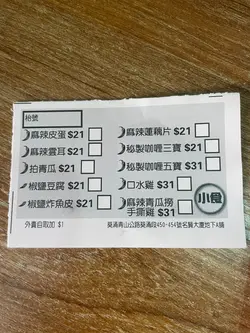 枱號
麻辣皮蛋 $21
麻辣雲耳 $21
拍青瓜 $21
椒鹽豆腐 $21
椒鹽炸魚皮 $21
麻辣蓮藕片 $21
秘製咖喱三寶 $21
秘製咖喱五寶 $31
口水雞 $31
麻辣青瓜撈
手撕雞 $31
小食
外賣自取加 $1
葵涌青山公路葵涌段450-454號名駿大廈地下A舖